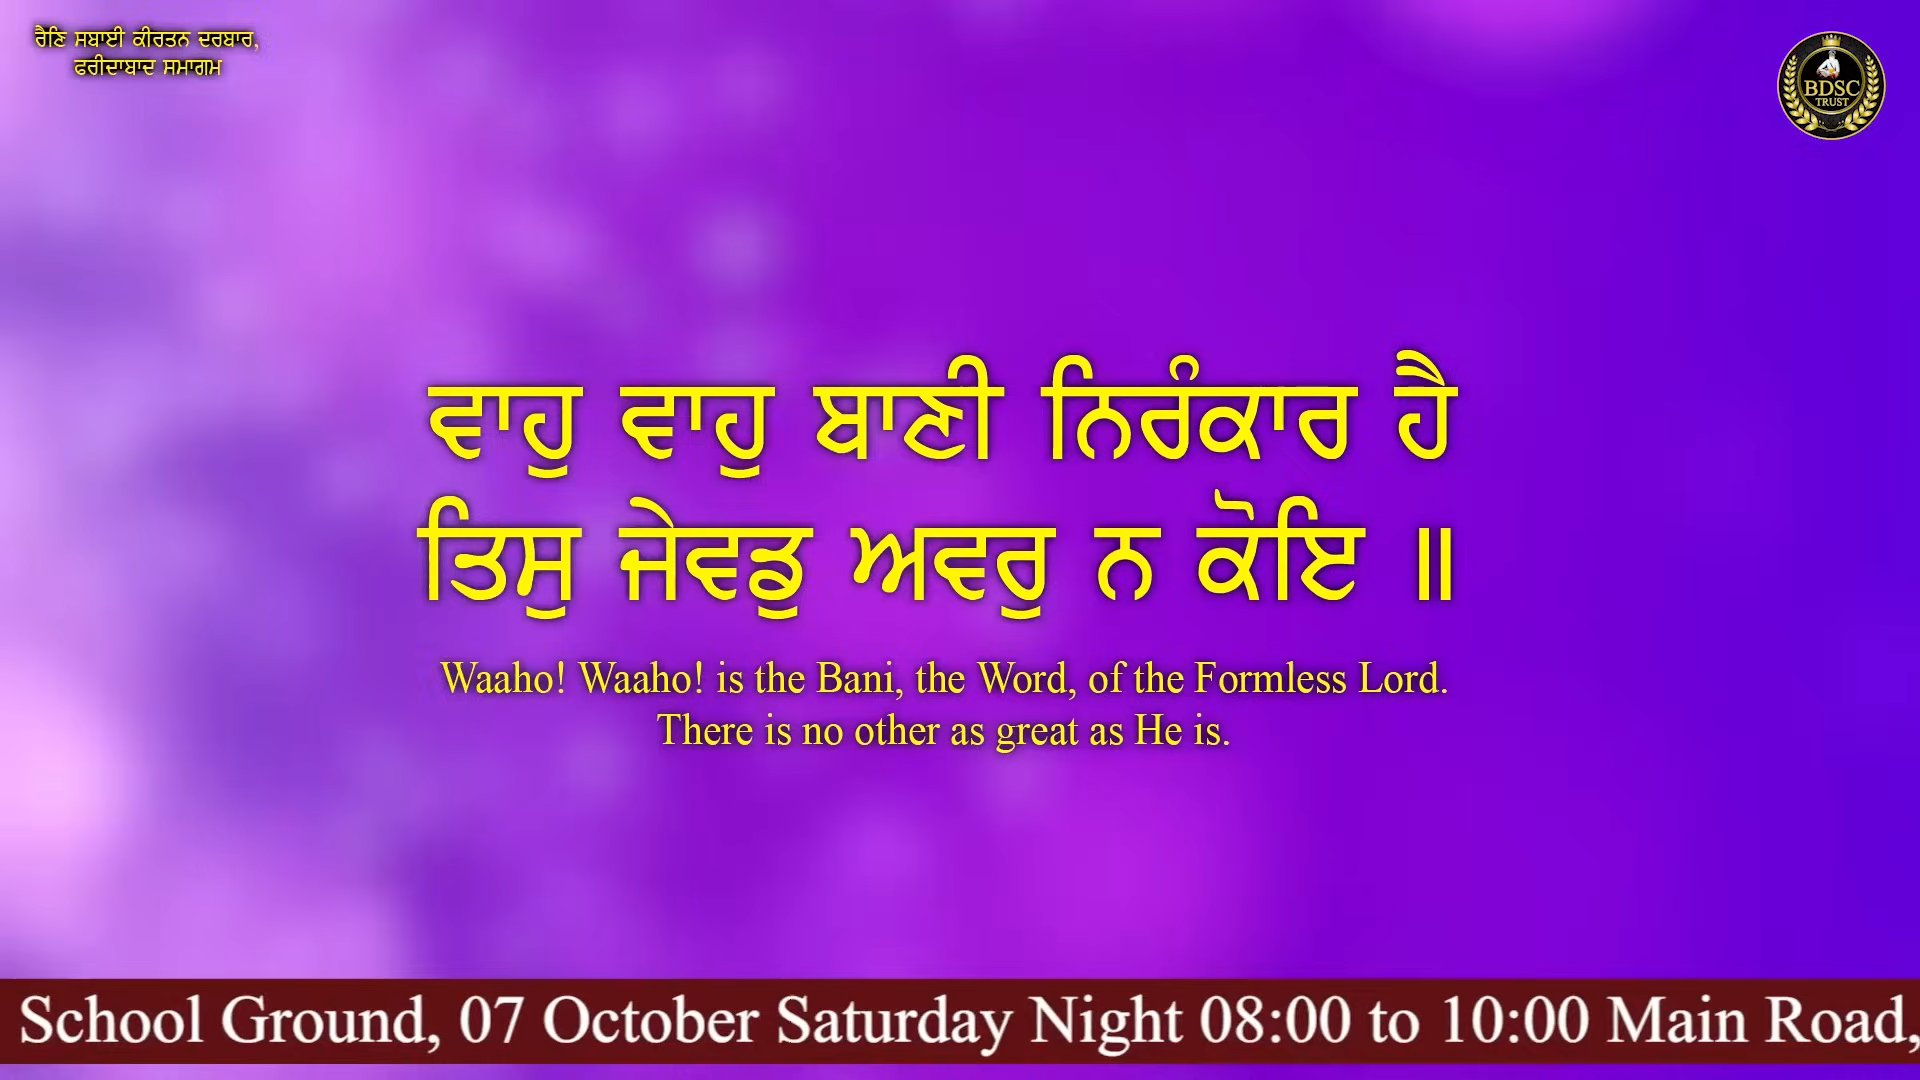 ਰੈਣਿ ਸਬਾਈ ਕੀਰਤਨ ਦਰਬਾਰ,
ਫਰੀਦਾਬਾਦ ਸਮਾਗਮ
BDSC
TRUST
ਵਾਹੁ ਵਾਹੁ ਬਾਣੀ ਨਿਰੰਕਾਰ ਹੈ
ਤਿਸੁ ਜੇਵਡੁ ਅਵਰੁ ਨ ਕੋਇ ॥
Waaho! Waaho! is the Bani, the Word, of the Formless Lord.
There is no other as great as He is.
School Ground, 07 October Saturday Night 08:00 to 10:00 Main Road,